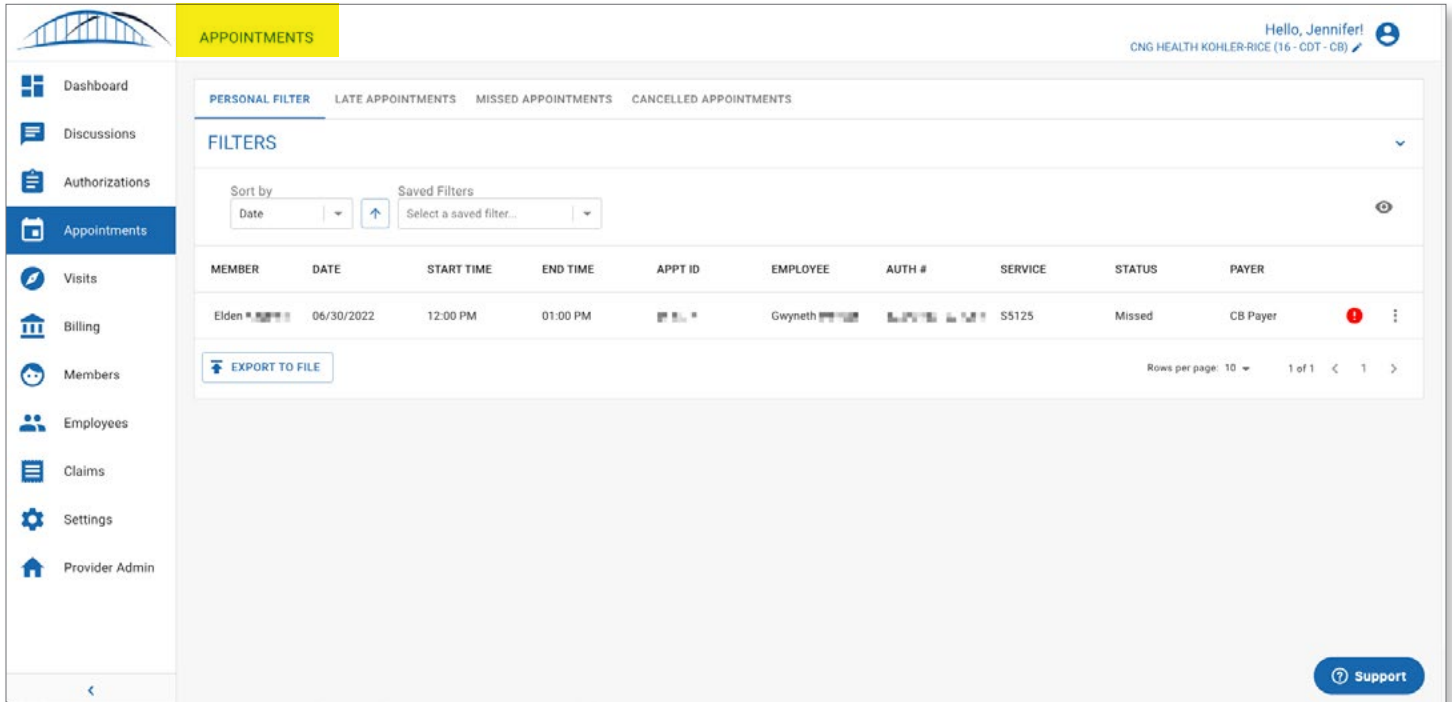 APPOINTMENTS
Hello, Jennifer!
CNG HEALTH KOHLER-RICE (16 - CDT - CB)
Dashboard
Discussions
Authorizations
Appointments
Visits
Billing
Members
Employees
Claims
Settings
Provider Admin
PERSONAL FILTER LATE APPOINTMENTS MISSED APPOINTMENTS CANCELLED APPOINTMENTS
FILTERS
Sort by Saved Filters
Date Select a saved filter...
MEMBER DATE START TIME END TIME APPT ID EMPLOYEE AUTH # SERVICE STATUS PAYER
Elden 06/30/2022 12:00 PM 01:00 PM Gwyneth S5125 Missed CB Payer
EXPORT TO FILE Rows per page: 10 1 of 1 < 1 >
Support